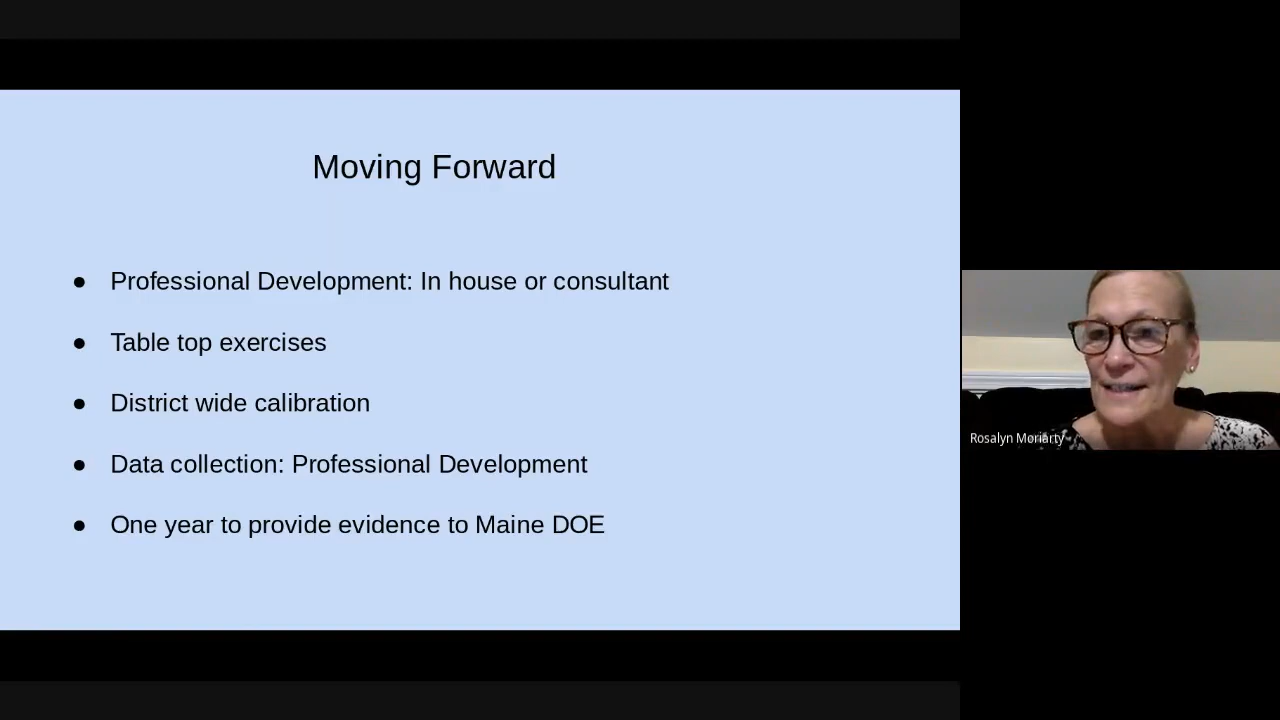 Moving Forward
● Professional Development: In house or consultant
● Table top exercises
● District wide calibration
● Data collection: Professional Development
● One year to provide evidence to Maine DOE
Rosalyn Moriarty